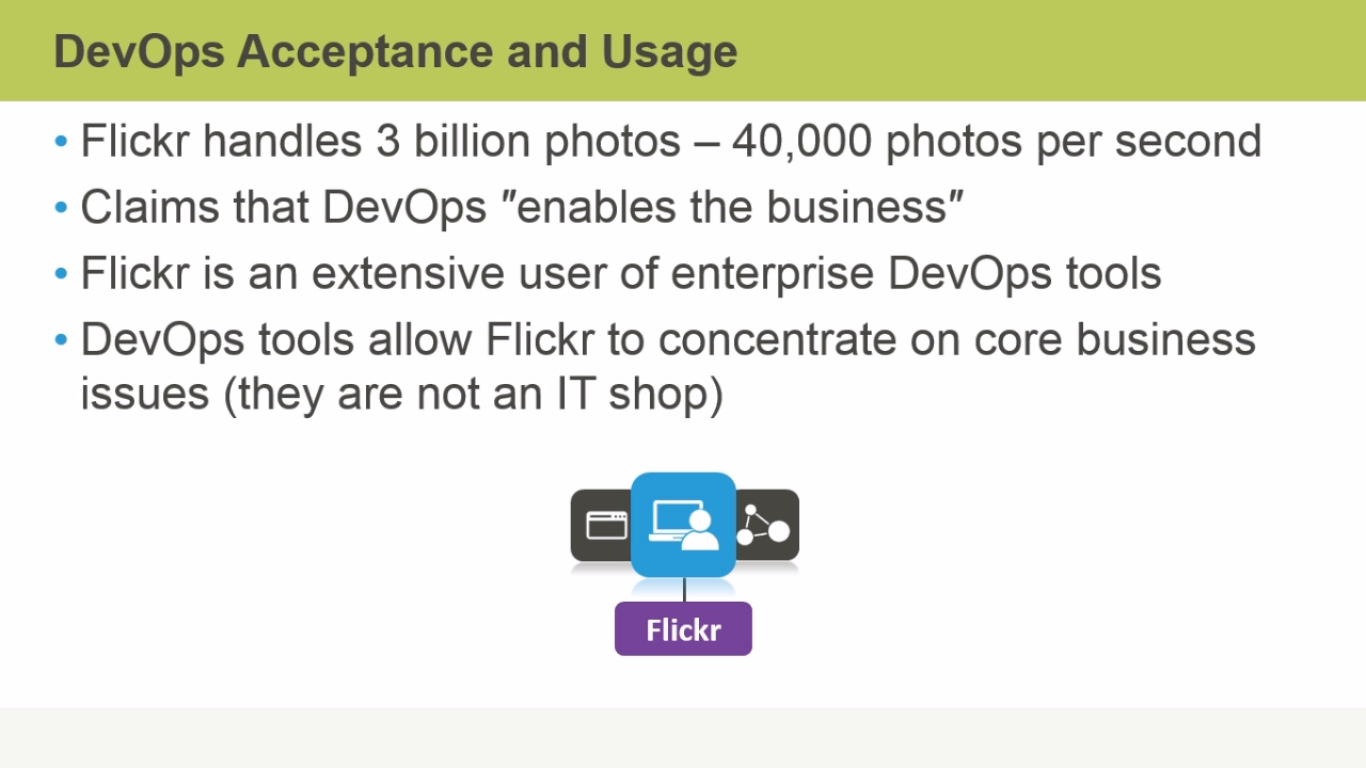 DevOps Acceptance and Usage
• Flickr handles 3 billion photos – 40,000 photos per second
• Claims that DevOps "enables the business"
• Flickr is an extensive user of enterprise DevOps tools
• DevOps tools allow Flickr to concentrate on core business
issues (they are not an IT shop)
Flickr